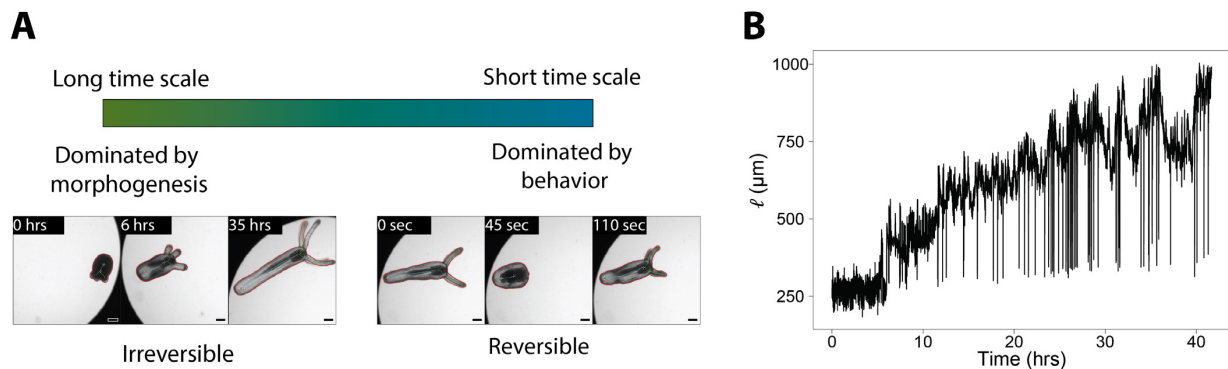 A
Long time scale
Short time scale
Dominated by
morphogenesis
Dominated by
behavior
0 hrs
6 hrs
35 hrs
0 sec
45 sec
110 sec
Irreversible
Reversible
B
1000
750
500
250
ℓ (μm)
0
10
20
30
40
Time (hrs)